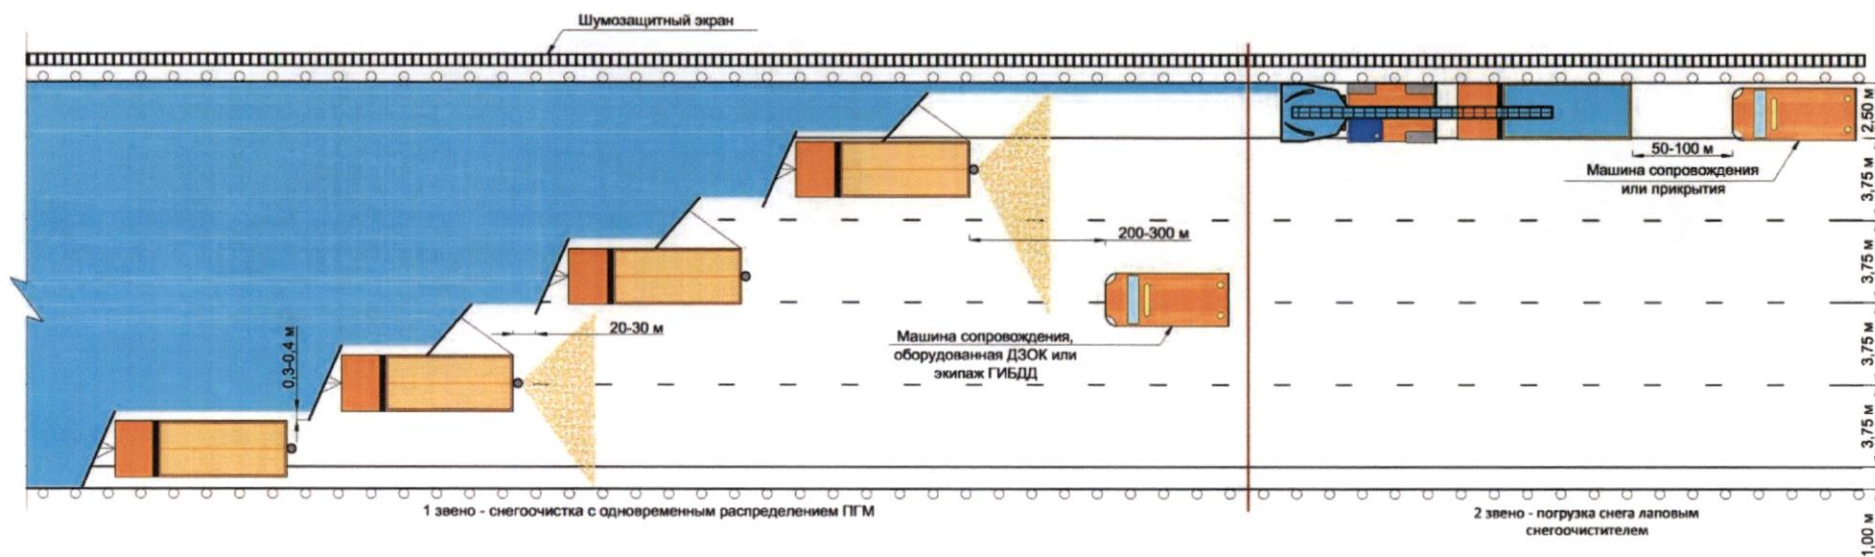 Шумозащитный экран
2,50 м
50-100 м
Машина сопровождения
или прикрытия
3,75 м
200-300 м
3,75 м
20-30 м
Машина сопровождения,
оборудованная ДЗОК или
экипаж ГИБДД
0,3-0,4 м
3,75 м
3,75 м
1 звено - снегоочистка с одновременным распределением ПГМ
2 звено - погрузка снега лаповым
снегоочистителем
1,00 м